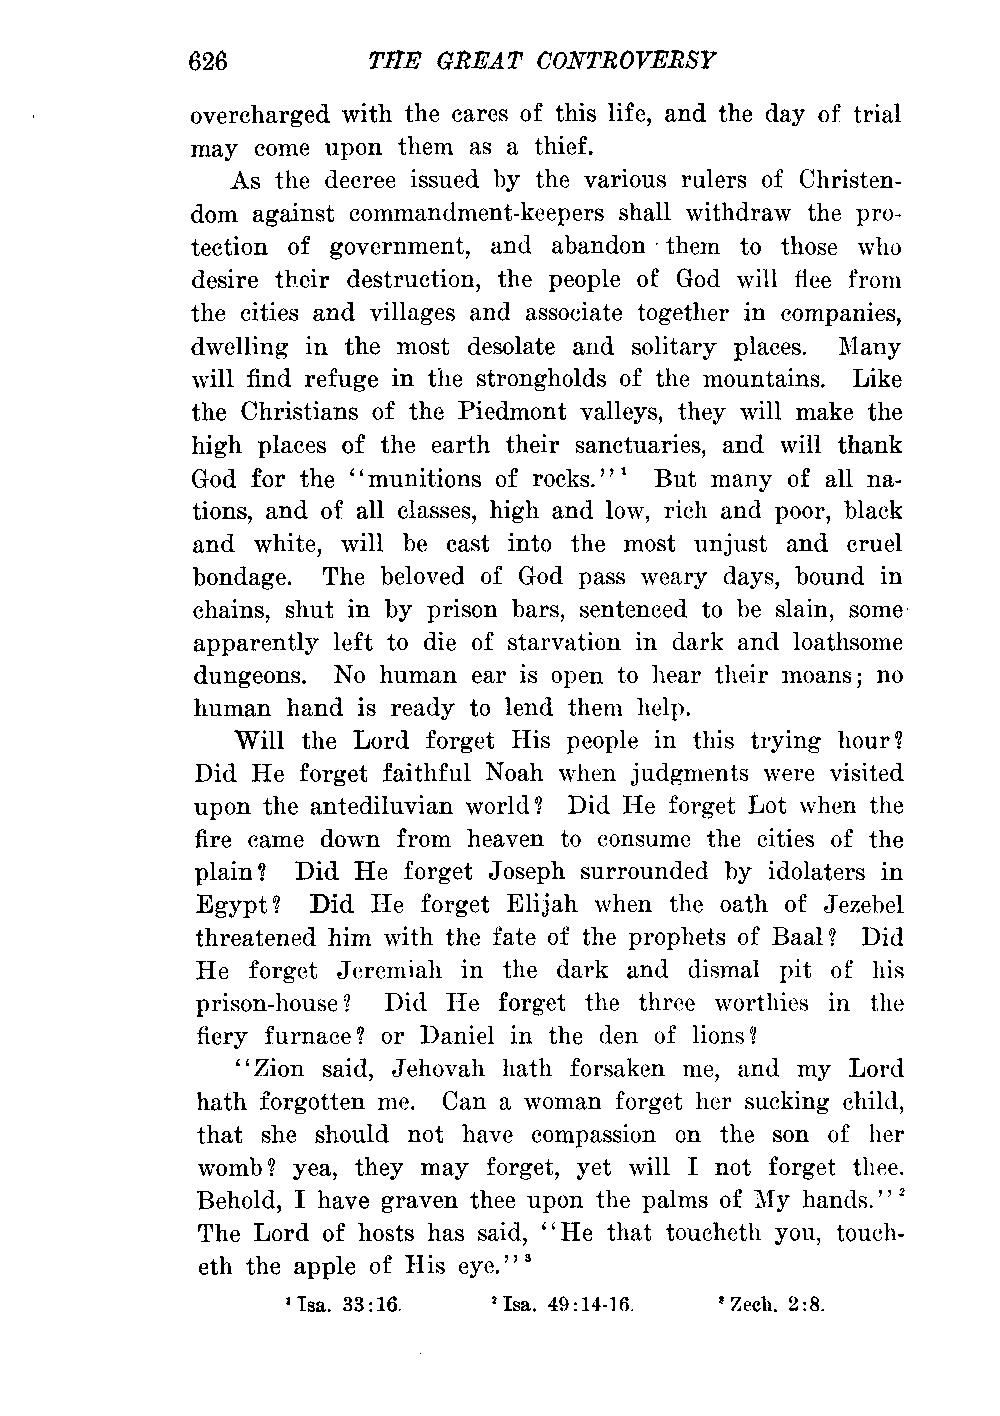 626 THE GREAT CONTROVERSY
overcharged with the cares of this life, and the day of trial
may come upon them as a thief.
As the decree issued by the various rulers of Christen-
dom against commandment-keepers shall withdraw the pro-
tection of government, and abandon them to those who
desire their destruction, the people of God will flee from
the cities and villages and associate together in companies,
dwelling in the most desolate and solitary places. Many
will find refuge in the strongholds of the mountains. Like
the Christians of the Piedmont valleys, they will make the
high places of the earth their sanctuaries, and will thank
God for the "munitions of rocks."¹ But many of all na-
tions, and of all classes, high and low, rich and poor, black
and white, will be cast into the most unjust and cruel
bondage. The beloved of God pass weary days, bound in
chains, shut in by prison bars, sentenced to be slain, some
apparently left to die of starvation in dark and loathsome
dungeons. No human ear is open to hear their moans; no
human hand is ready to lend them help.
Will the Lord forget His people in this trying hour?
Did He forget faithful Noah when judgments were visited
upon the antediluvian world? Did He forget Lot when the
fire came down from heaven to consume the cities of the
plain? Did He forget Joseph surrounded by idolaters in
Egypt? Did He forget Elijah when the oath of Jezebel
threatened him with the fate of the prophets of Baal? Did
He forget Jeremiah in the dark and dismal pit of his
prison-house? Did He forget the three worthies in the
fiery furnace? or Daniel in the den of lions?
"Zion said, Jehovah hath forsaken me, and my Lord
hath forgotten me. Can a woman forget her sucking child,
that she should not have compassion on the son of her
womb? yea, they may forget, yet will I not forget thee.
Behold, I have graven thee upon the palms of My hands."²
The Lord of hosts has said, "He that toucheth you, touch-
eth the apple of His eye."³
¹ Isa. 33:16. ² Isa. 49:14-16. ³ Zech. 2:8.